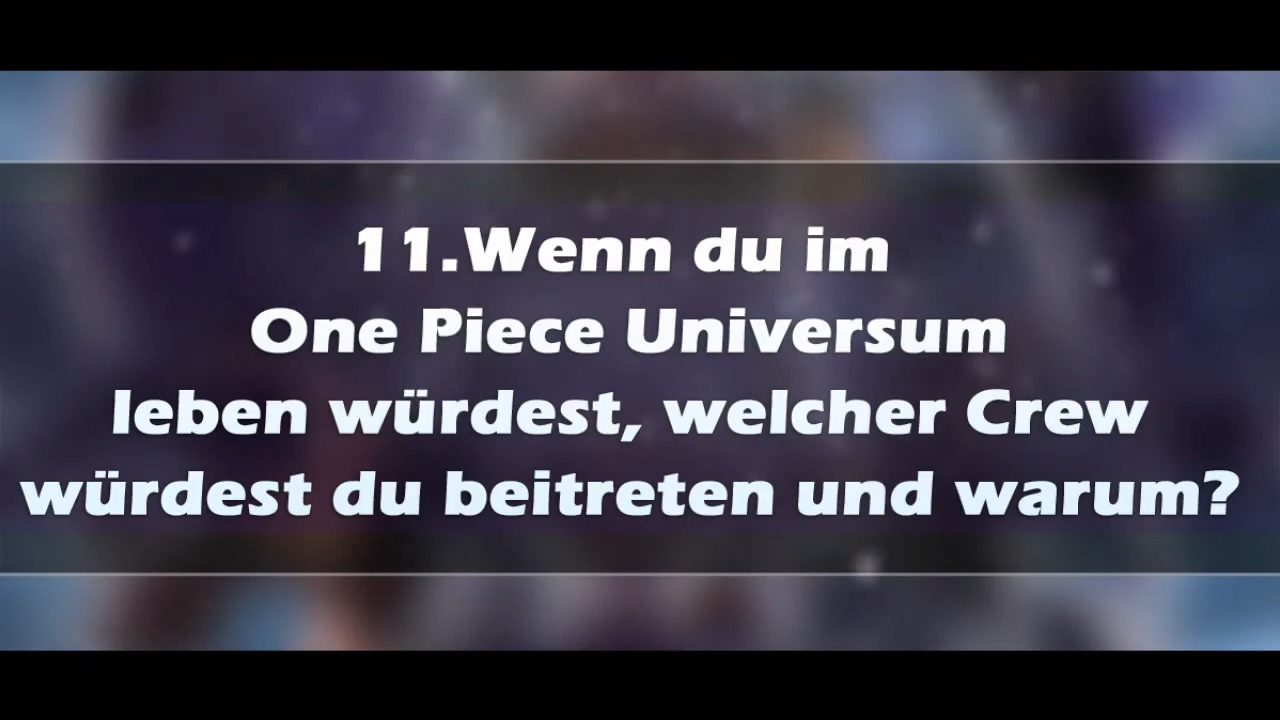 11.Wenn du im
One Piece Universum
leben würdest, welcher Crew
würdest du beitreten und warum?